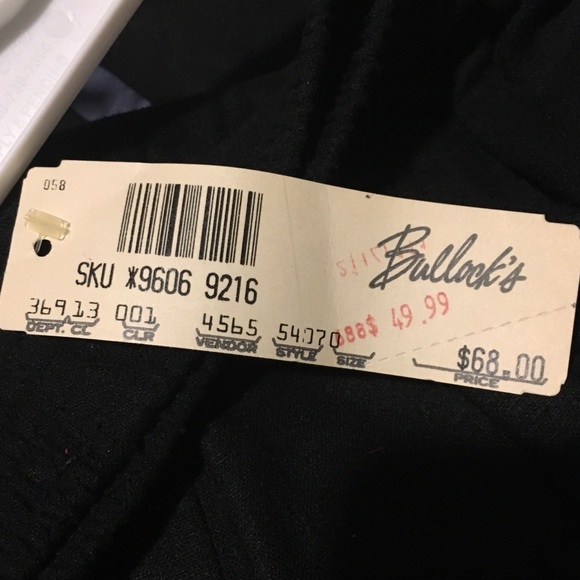 058
Bullock's
SKU *9606 9216
369 13 001 4565 54070
DEPT. CL CLR VENDOR STYLE SIZE
$ 49.99
$68.00
PRICE